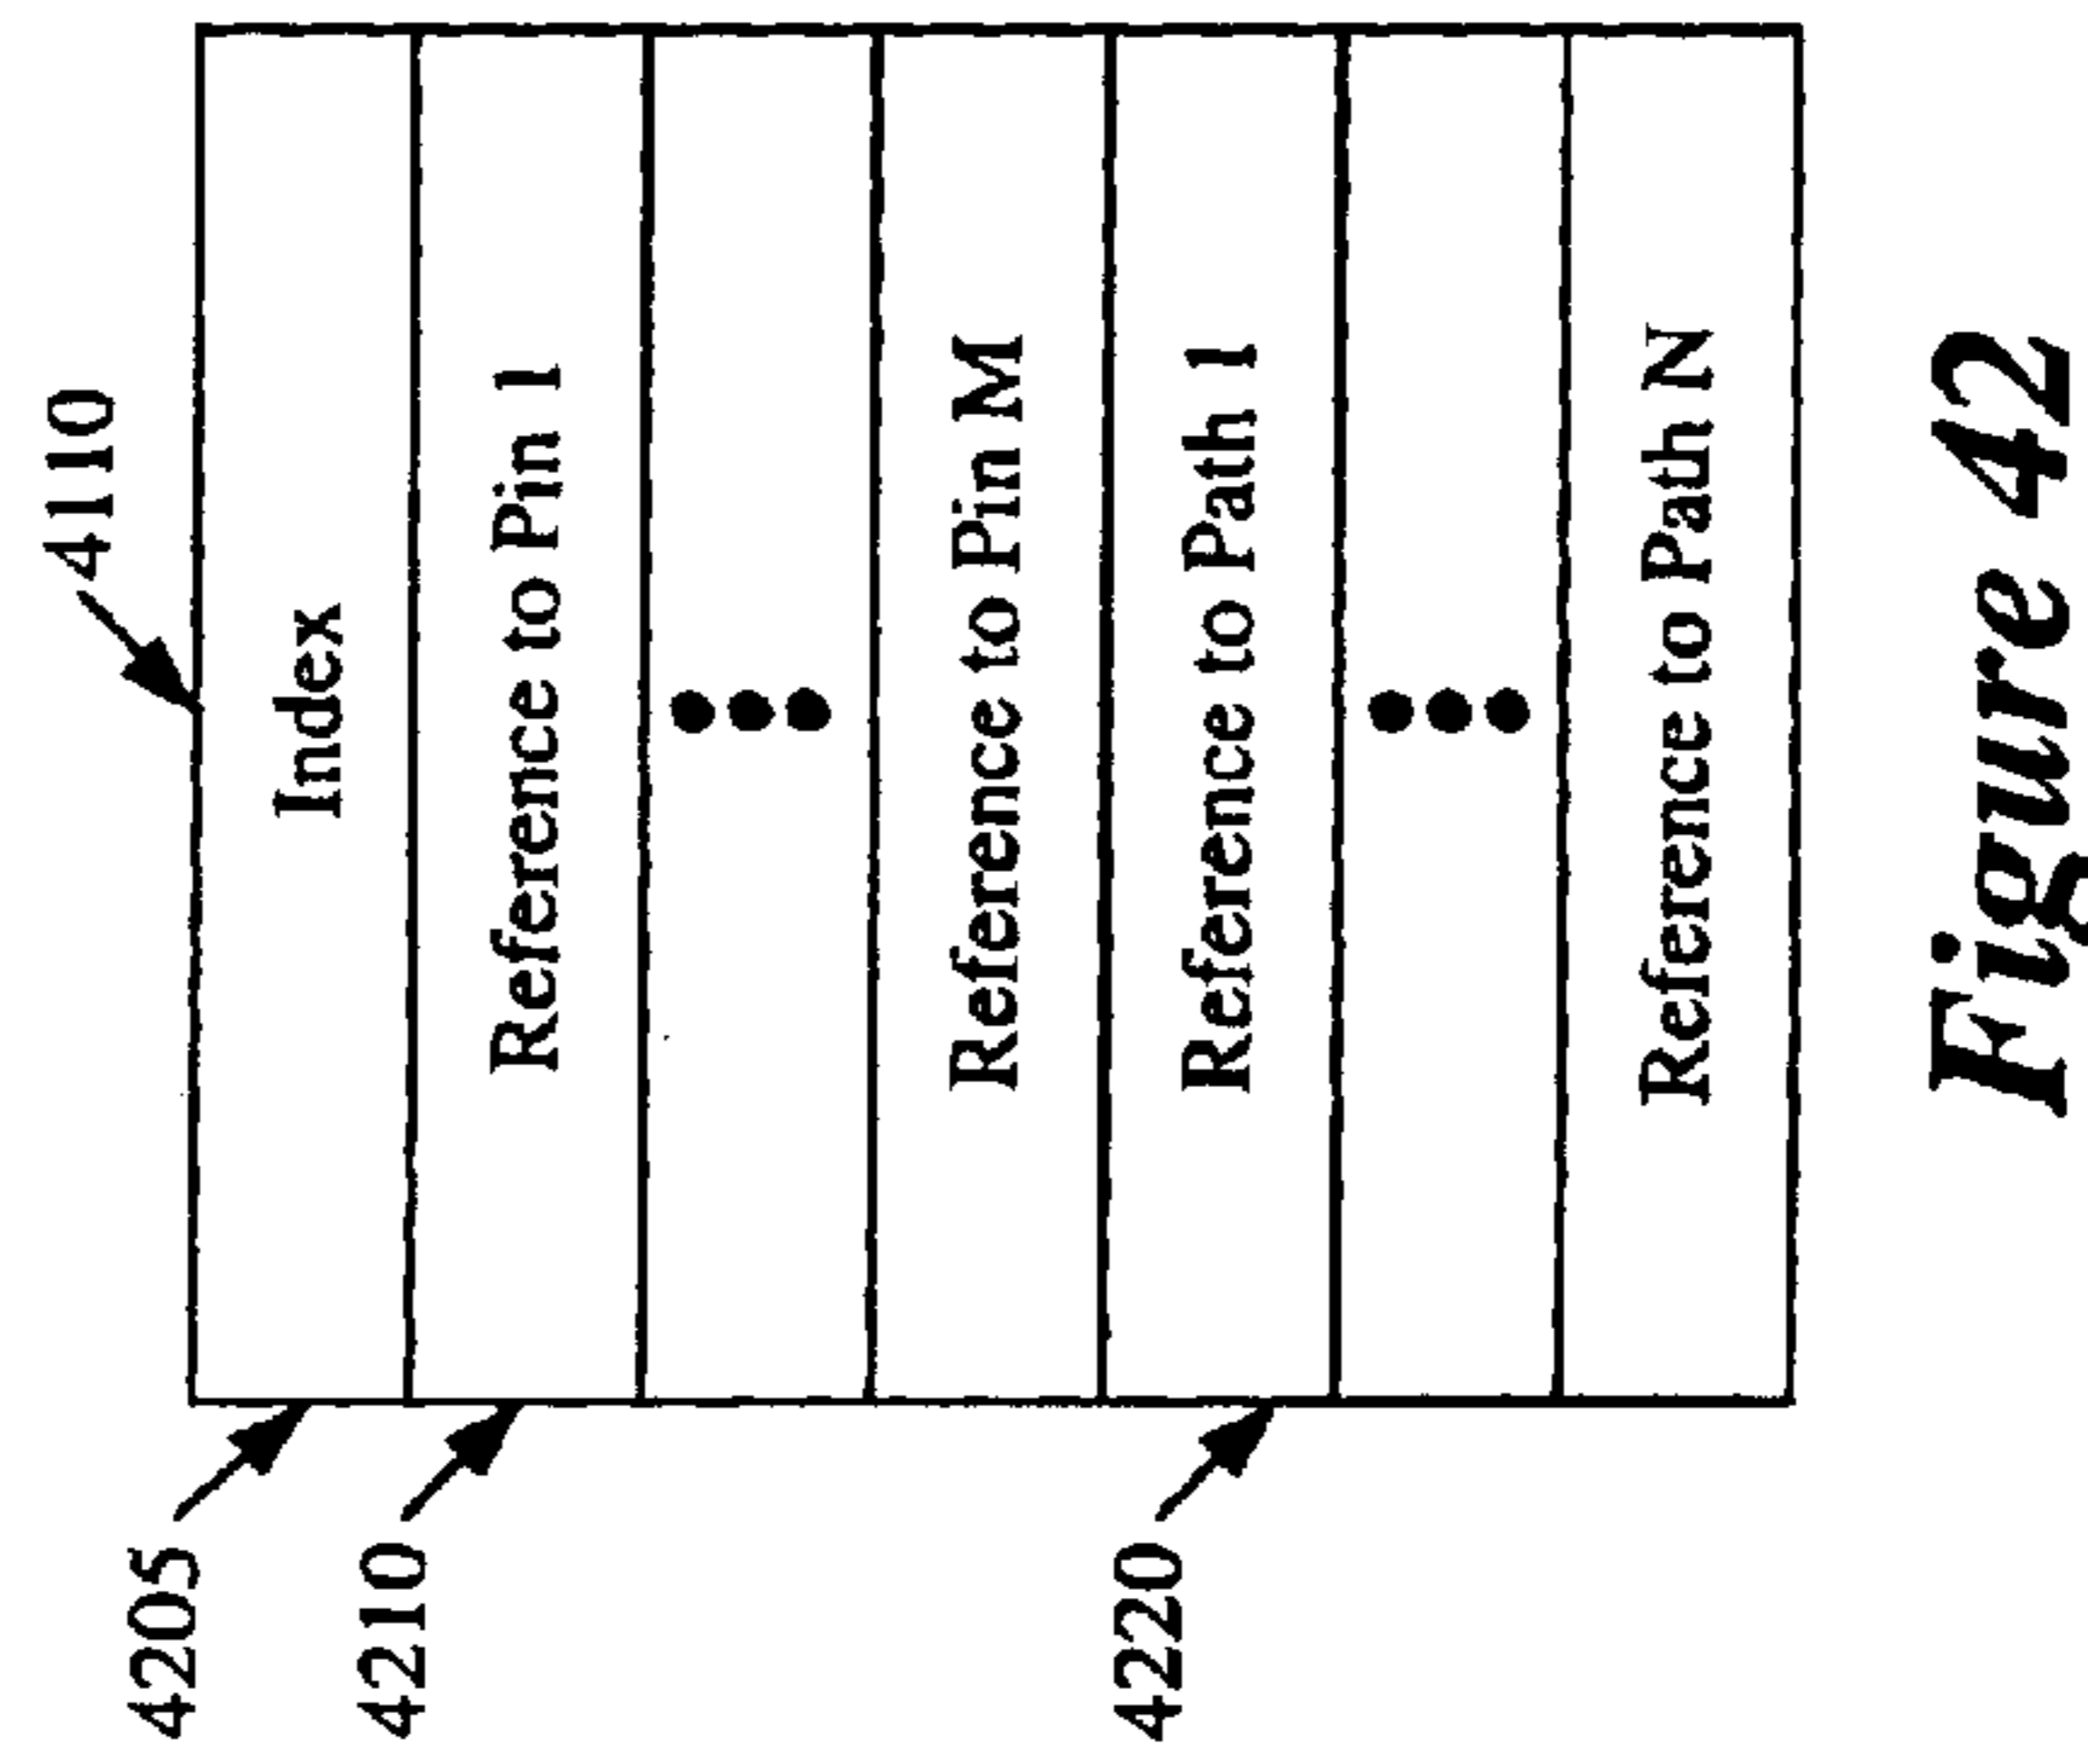 4110
4205
Index
4210
Reference to Pin 1
Reference to Pin M
4220
Reference to Path 1
Reference to Path N
Figure 42